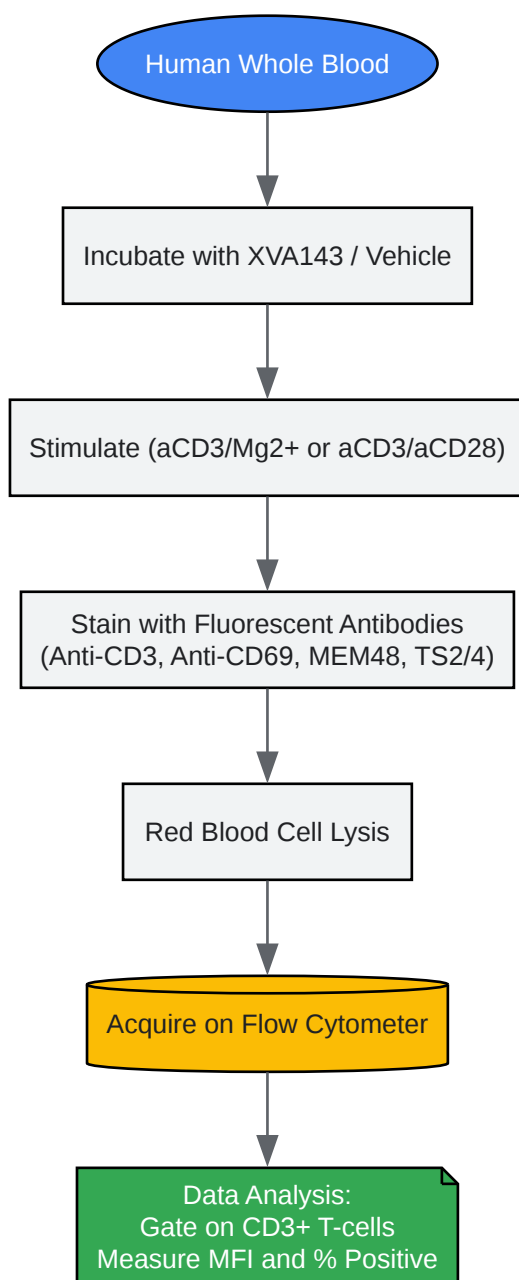 Human Whole Blood
Incubate with XVA143 / Vehicle
Stimulate (aCD3/Mg2+ or aCD3/aCD28)
Stain with Fluorescent Antibodies
(Anti-CD3, Anti-CD69, MEM48, TS2/4)
Red Blood Cell Lysis
Acquire on Flow Cytometer
Data Analysis:
Gate on CD3+ T-cells
Measure MFI and % Positive